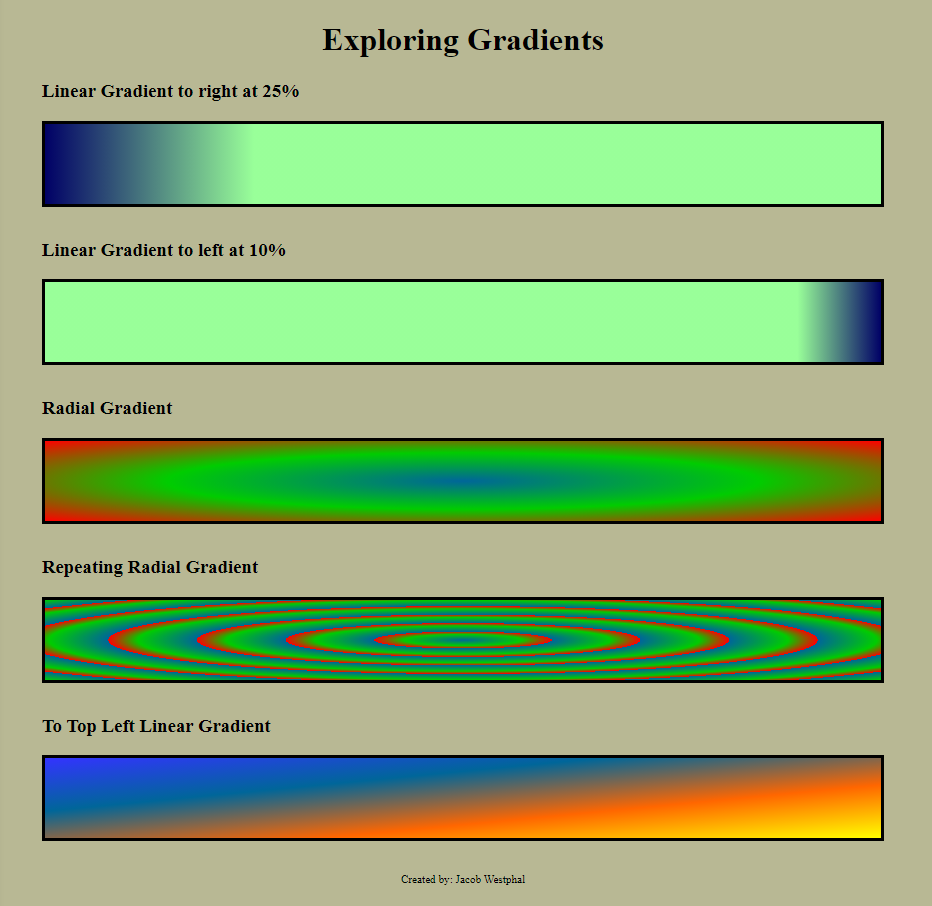 Exploring Gradients
Linear Gradient to right at 25%
Linear Gradient to left at 10%
Radial Gradient
Repeating Radial Gradient
To Top Left Linear Gradient
Created by: Jacob Westphal